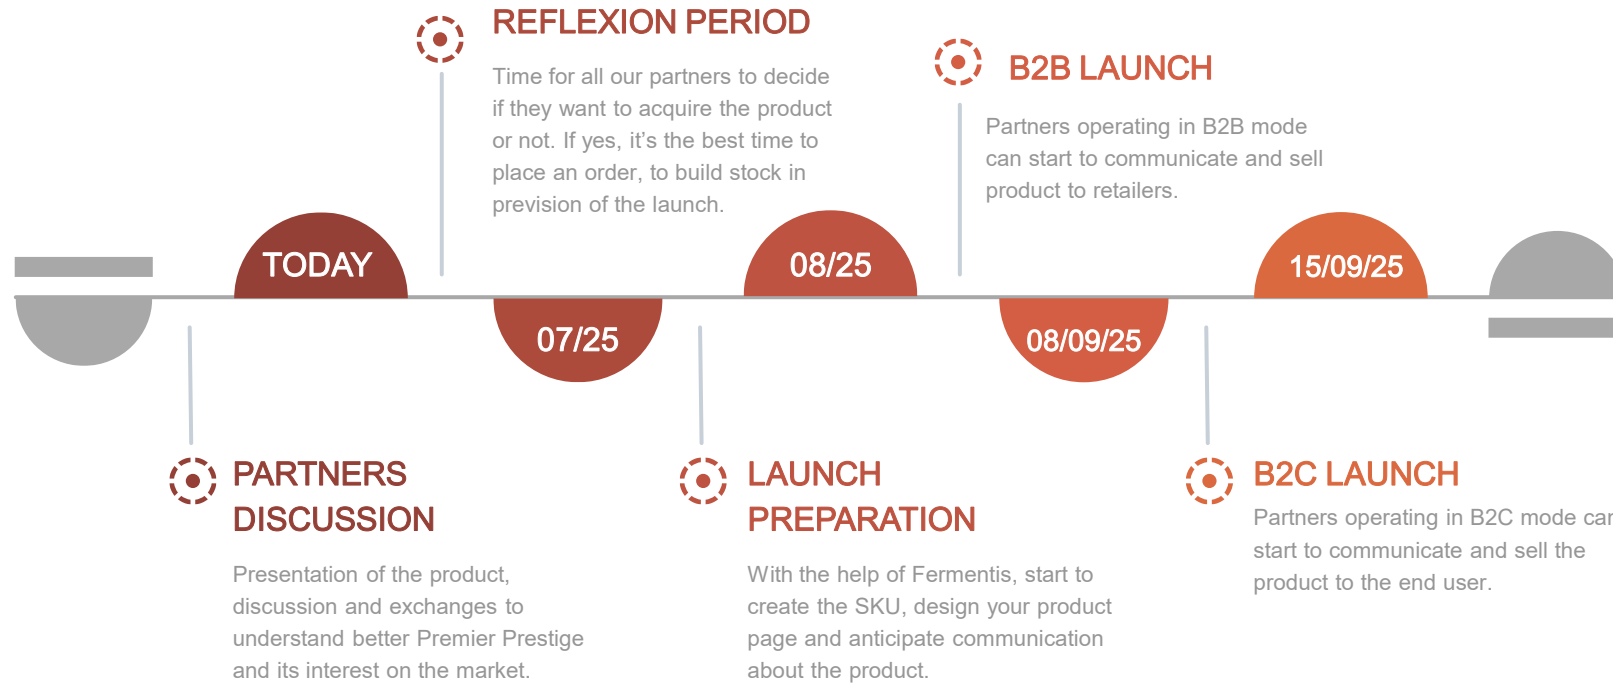 REFLEXION PERIOD
Time for all our partners to decide
if they want to acquire the product
or not. If yes, it’s the best time to
place an order, to build stock in
prevision of the launch.
B2B LAUNCH
Partners operating in B2B mode
can start to communicate and sell
product to retailers.
TODAY
07/25
08/25
08/09/25
15/09/25
PARTNERS
DISCUSSION
Presentation of the product,
discussion and exchanges to
understand better Premier Prestige
and its interest on the market.
LAUNCH
PREPARATION
With the help of Fermentis, start to
create the SKU, design your product
page and anticipate communication
about the product.
B2C LAUNCH
Partners operating in B2C mode can
start to communicate and sell the
product to the end user.